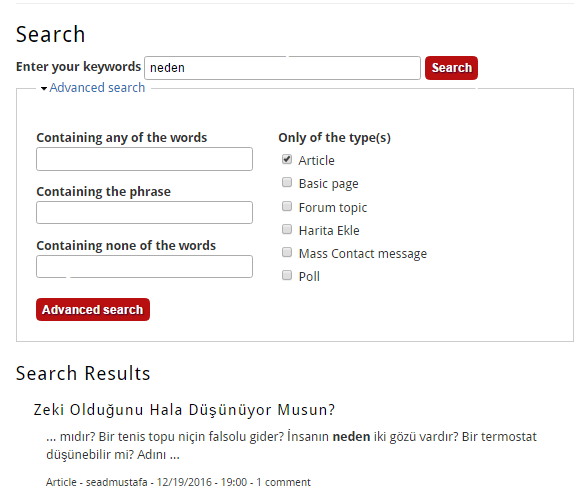 Search
Enter your keywords neden Search
Advanced search
Containing any of the words
Containing the phrase
Containing none of the words
Only of the type(s)
Article
Basic page
Forum topic
Harita Ekle
Mass Contact message
Poll
Advanced search
Search Results
Zeki Olduğunu Hala Düşünüyor Musun?
... mıdır? Bir tenis topu niçin falsolu gider? İnsanın neden iki gözü vardır? Bir termostat
düşünebilir mi? Adını ...
Article - seadmustafa - 12/19/2016 - 19:00 - 1 comment